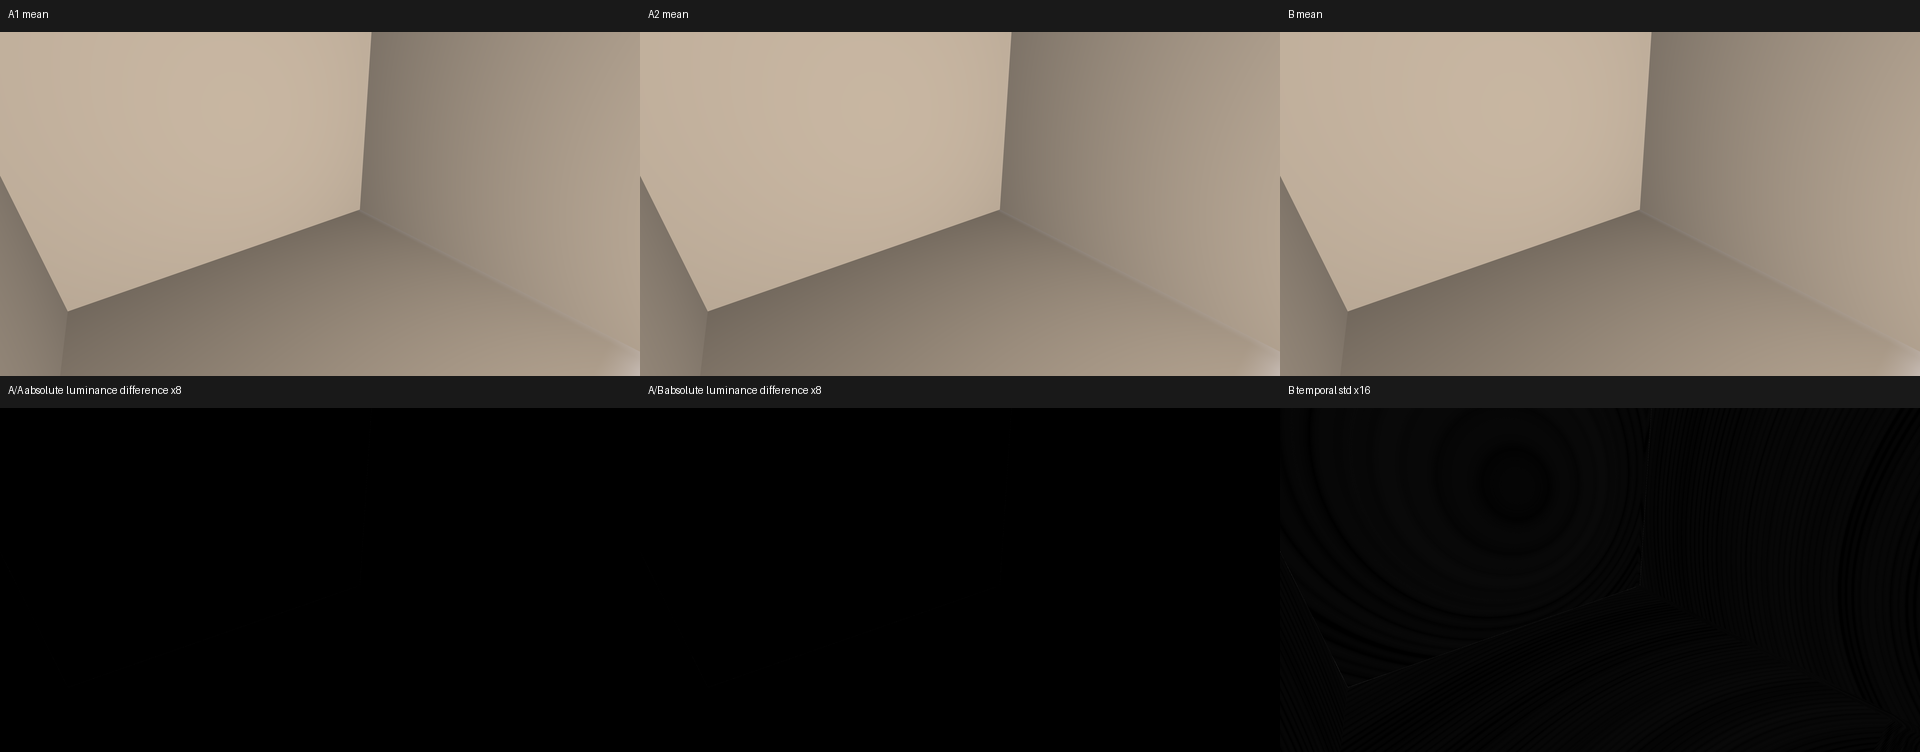 A1 mean
A2 mean
B mean
A/A absolute luminance difference x8
A/B absolute luminance difference x8
B temporal std x16